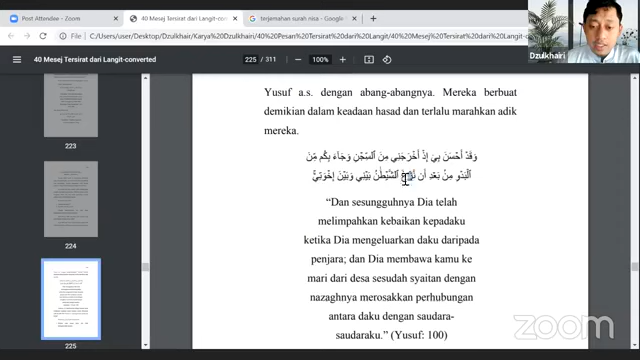 Post Attendee - Zoom
40 Mesej Tersirat dari Langit-conv
terjemahan surah nisa - Google
C:/Users/user/Desktop/Dzulkhair/Karya%20Dzulkhairi/40%20Pesan%20Tersirat%20dari%20Langit/40%20Mesej%20Tersirat%20dari%20Lang
40 Mesej Tersirat dari Langit-converted
225 / 311
100%
Dzulkhairi
223
224
225
Yusuf a.s. dengan abang-abangnya. Mereka berbuat
demikian dalam keadaan hasad dan terlalu marahkan adik
mereka.
وَقَدْ أَحْسَنَ بِيٓ إِذْ أَخْرَجَنِي مِنَ ٱلسِّجْنِ وَجَآءَ بِكُم مِّنَ
ٱلْبَدْوِ مِنْ بَعْدِ أَن نَّزَغَ ٱلشَّيْطَٰنُ بَيْنِي وَبَيْنَ إِخْوَتِيٓ
“Dan sesungguhnya Dia telah
melimpahkan kebaikan kepadaku
ketika Dia mengeluarkan daku daripada
penjara; dan Dia membawa kamu ke
mari dari desa sesudah syaitan dengan
nazaghnya merosakkan perhubungan
antara daku dengan saudara-
saudaraku.” (Yusuf: 100)
zoom